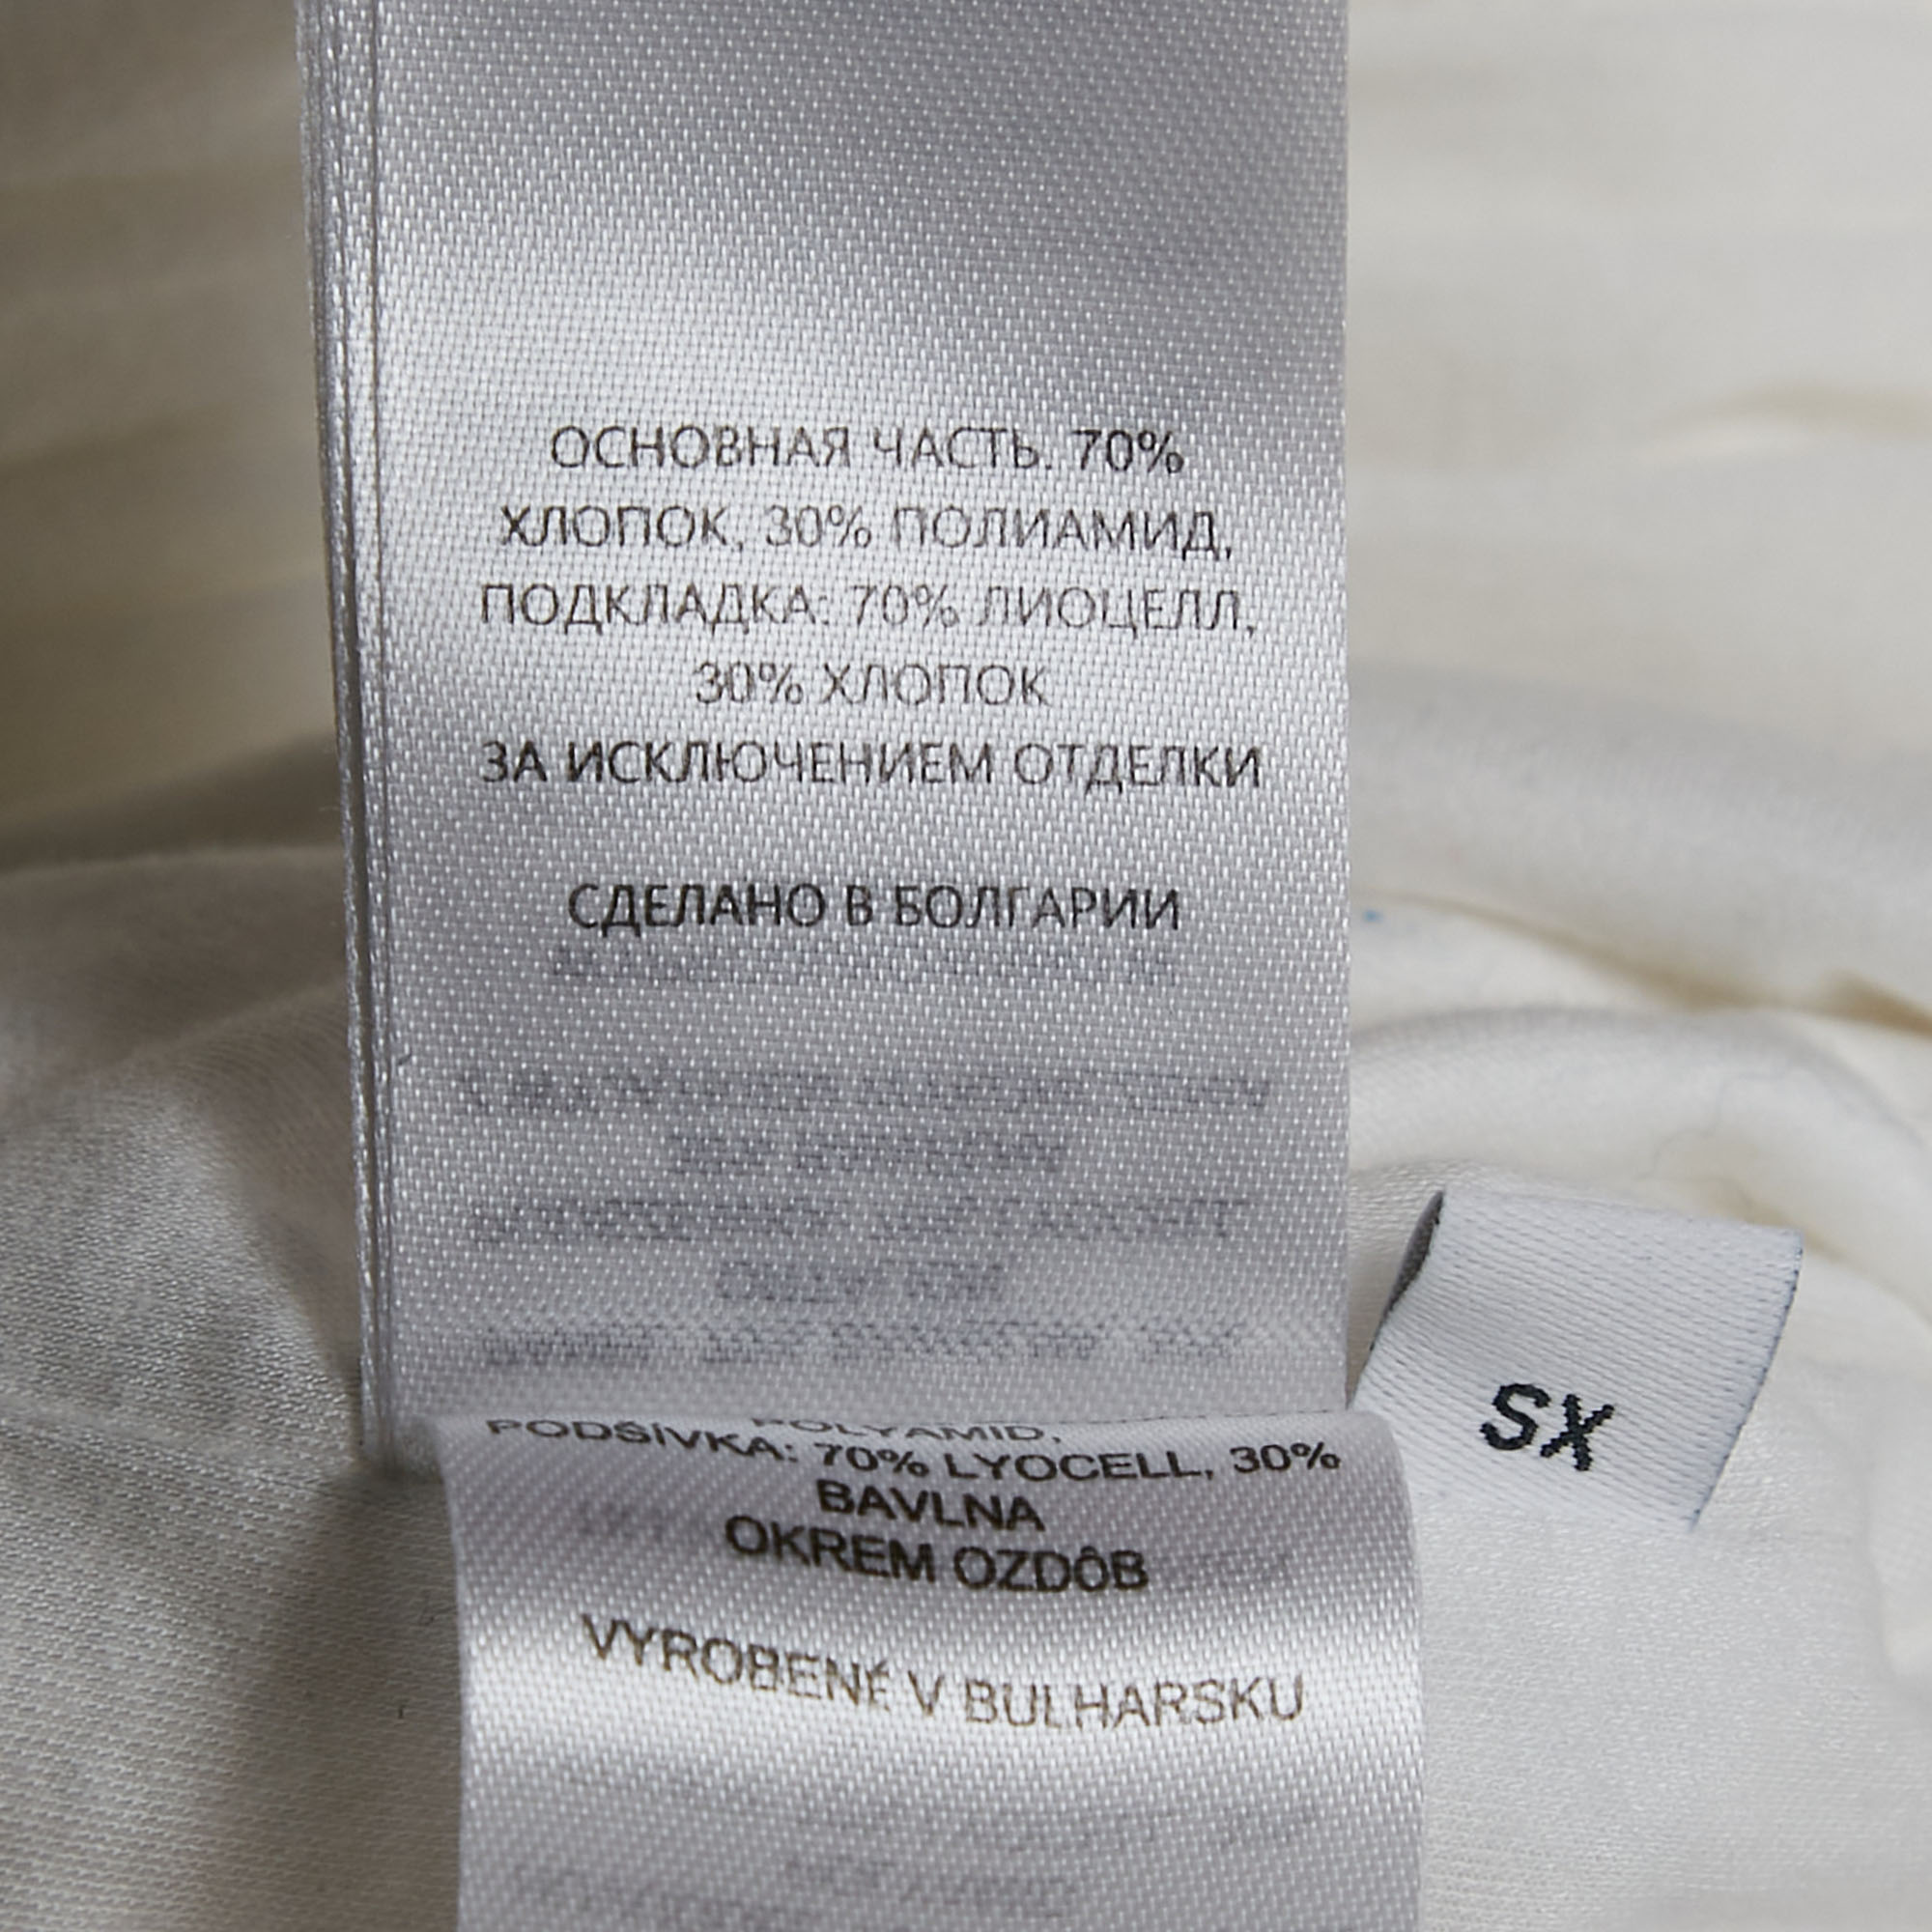 ОСНОВНАЯ ЧАСТЬ. 70%
ХЛОПОК, 30% ПОЛИАМИД,
ПОДКЛАДКА: 70% ЛИОЦЕЛЛ,
30% ХЛОПОК
ЗА ИСКЛЮЧЕНИЕМ ОТДЕЛКИ
СДЕЛАНО В БОЛГАРИИ
POLYAMID,
PODŠÍVKA: 70% LYOCELL, 30%
BAVLNA
OKREM OZDÔB
VYROBENÉ V BULHARSKU
XS